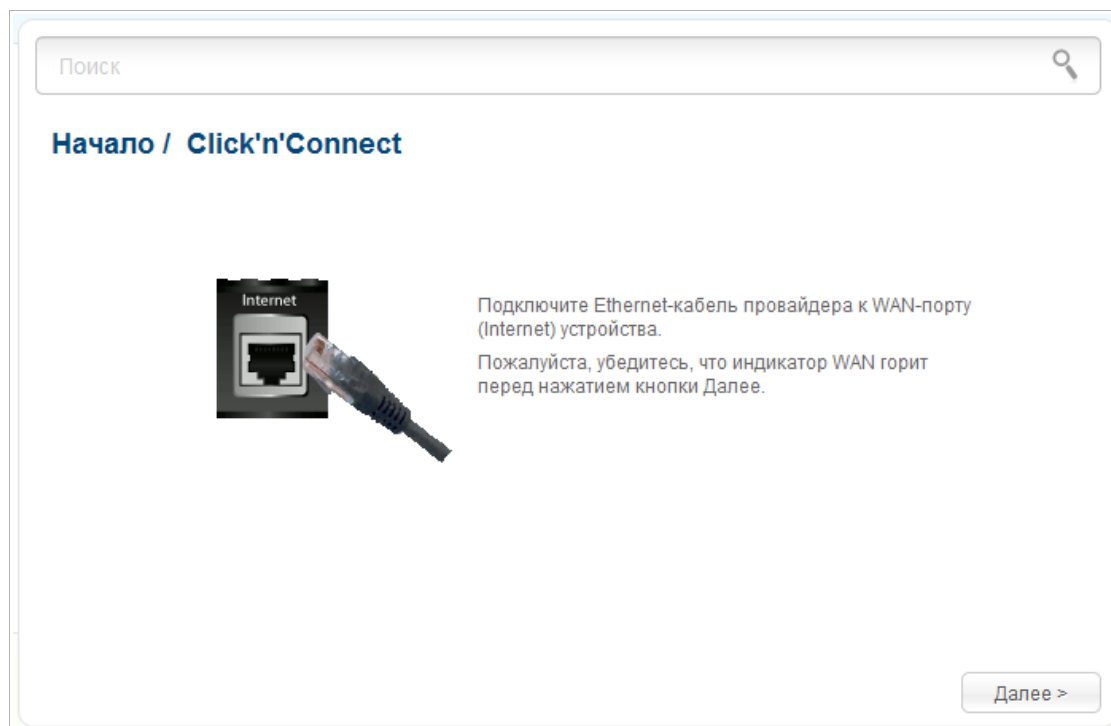 Поиск
Начало / Click'n'Connect
Internet
Подключите Ethernet-кабель провайдера к WAN-порту
(Internet) устройства.
Пожалуйста, убедитесь, что индикатор WAN горит
перед нажатием кнопки Далее.
Далее >